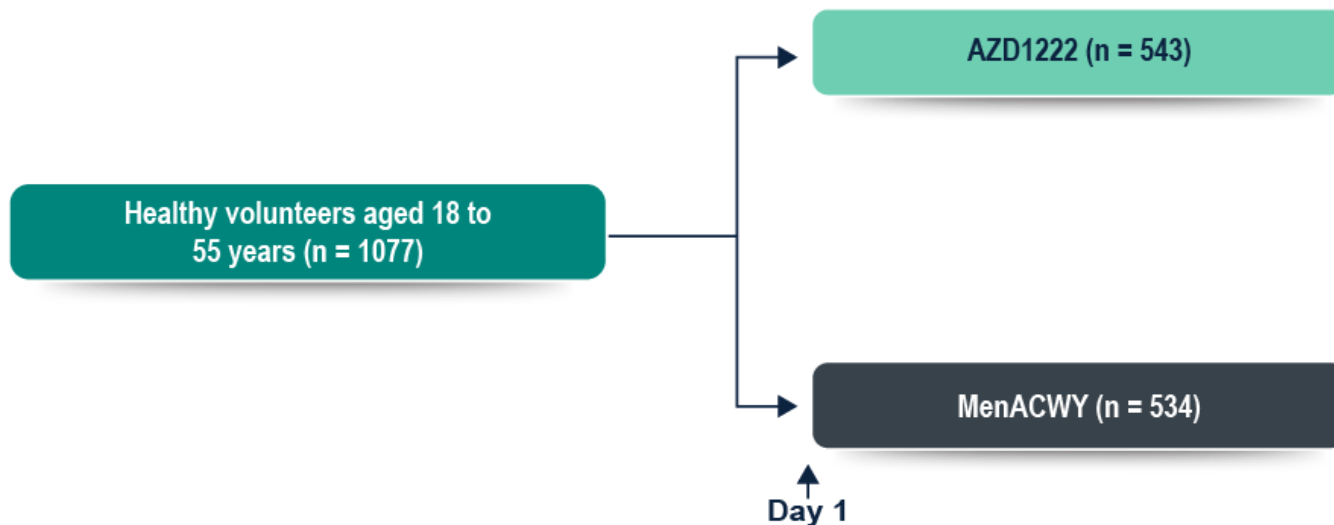 AZD1222 (n = 543)
Healthy volunteers aged 18 to
55 years (n = 1077)
MenACWY (n = 534)
Day 1